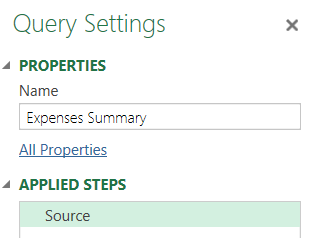 Query Settings
PROPERTIES
Name
Expenses Summary
All Properties
APPLIED STEPS
Source